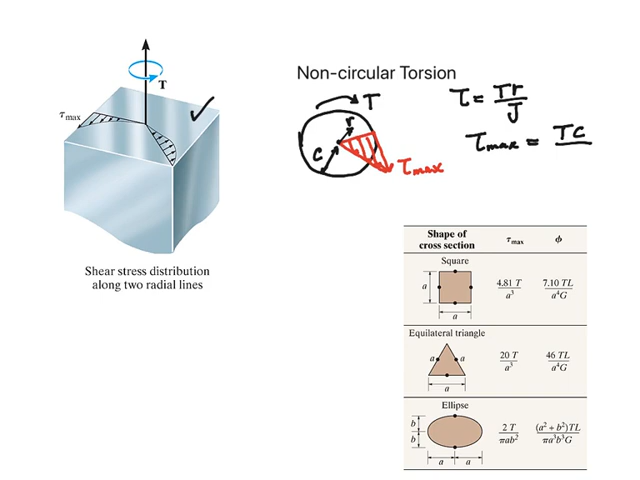 Non-circular Torsion
T
τmax
T
r
c
τmax
τ = Tr/J
τmax = TC
Shear stress distribution
along two radial lines
Shape of cross section τmax ϕ
Square
a
a
4.81 T/a³ 7.10 TL/a⁴G
Equilateral triangle
a a
a
20 T/a³ 46 TL/a⁴G
Ellipse
b
b
a a
2 T/πab² (a² + b²)TL/πa³b³G